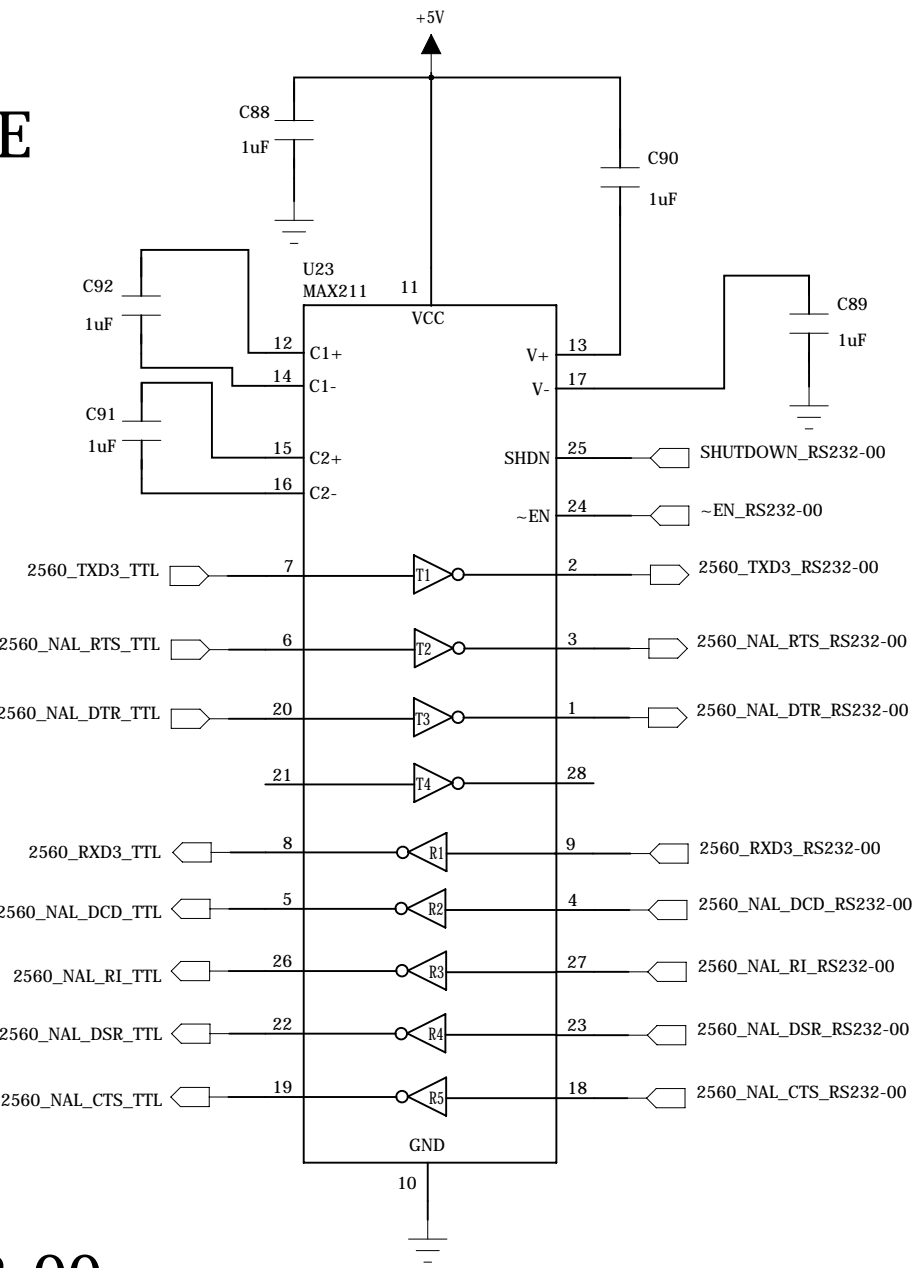 +5V
C88
1uF
E
C90
1uF
U23
MAX211
11
VCC
C92
1uF
C89
1uF
12 C1+
V+ 13
14 C1-
V- 17
C91
1uF
15 C2+
SHDN 25 SHUTDOWN_RS232-00
16 C2-
~EN 24 ~EN_RS232-00
2560_TXD3_TTL 7 T1 2 2560_TXD3_RS232-00
2560_NAL_RTS_TTL 6 T2 3 2560_NAL_RTS_RS232-00
2560_NAL_DTR_TTL 20 T3 1 2560_NAL_DTR_RS232-00
21 T4 28
2560_RXD3_TTL 8 R1 9 2560_RXD3_RS232-00
2560_NAL_DCD_TTL 5 R2 4 2560_NAL_DCD_RS232-00
2560_NAL_RI_TTL 26 R3 27 2560_NAL_RI_RS232-00
2560_NAL_DSR_TTL 22 R4 23 2560_NAL_DSR_RS232-00
2560_NAL_CTS_TTL 19 R5 18 2560_NAL_CTS_RS232-00
GND
10